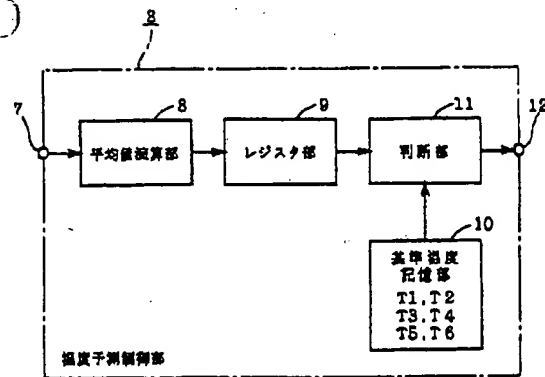 8
9
11
7
12
平均値演算部
レジスタ部
判断部
10
基準温度
記憶部
T1,T2
T3,T4
T5,T6
温度予測制御部